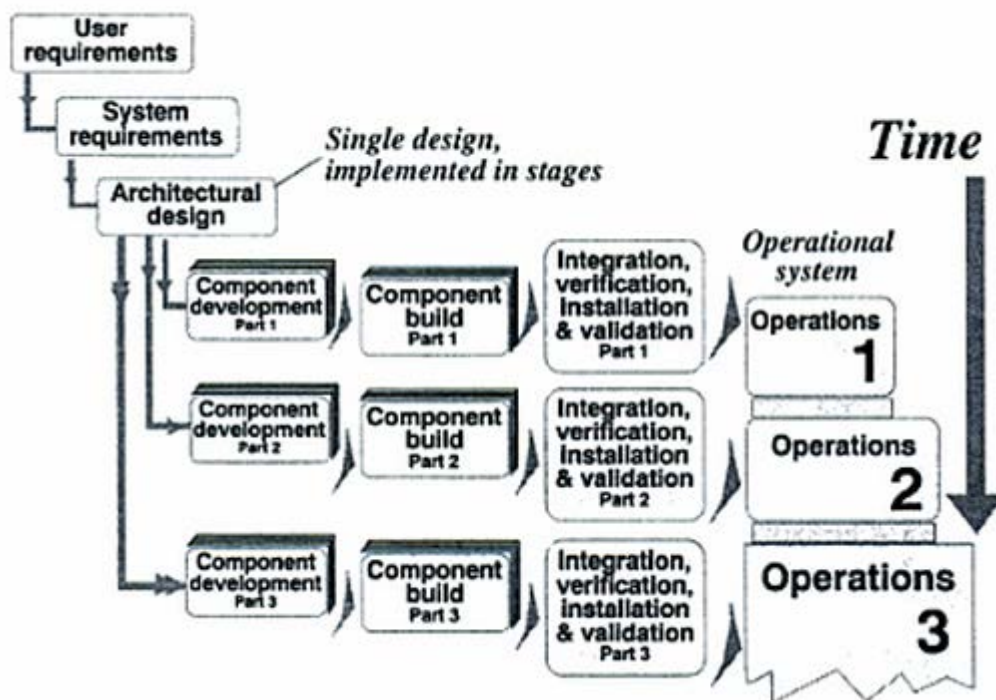 User
requirements
System
requirements
Single design,
implemented in stages
Time
Architectural
design
Operational
system
Component
development
Part 1
Component
build
Part 1
Integration,
verification,
installation
& validation
Part 1
Operations
1
Component
development
Part 2
Component
build
Part 2
Integration,
verification,
installation
& validation
Part 2
Operations
2
Component
development
Part 3
Component
build
Part 3
Integration,
verification,
installation
& validation
Part 3
Operations
3